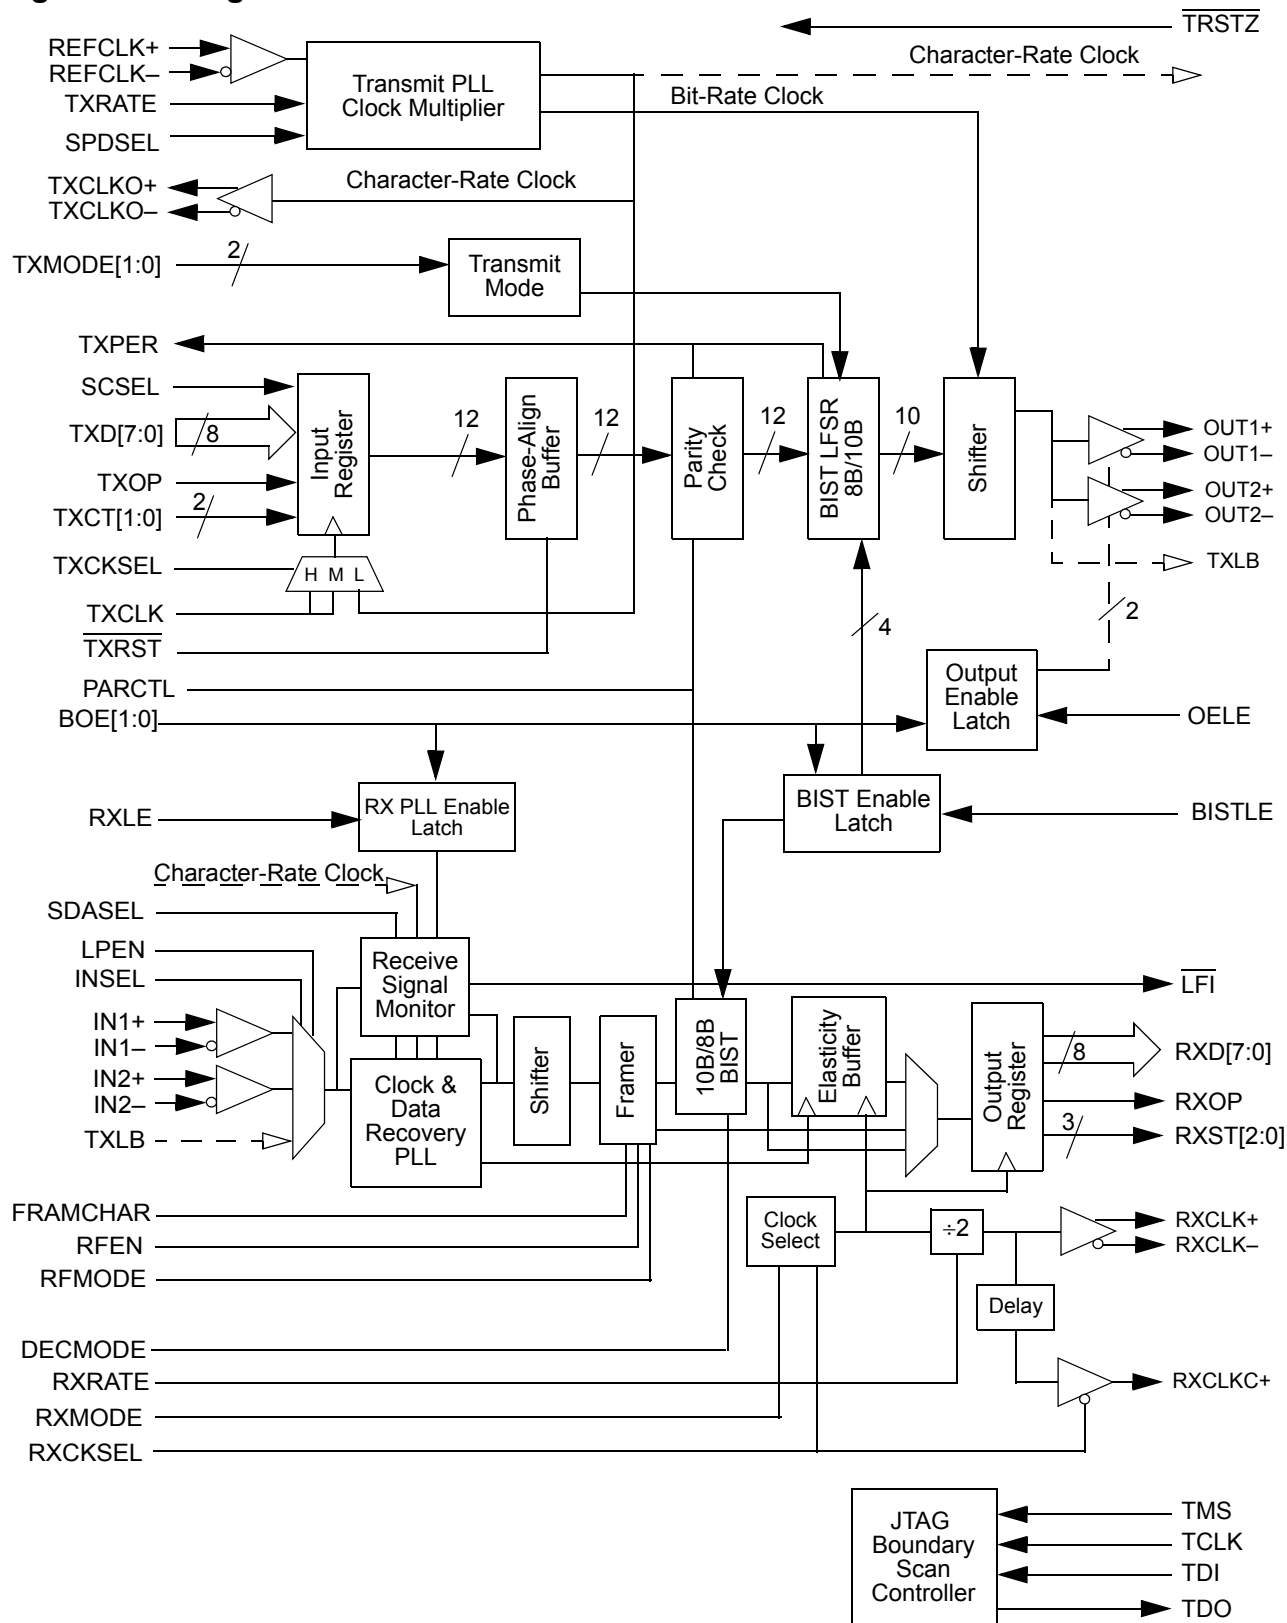 TRSTZ
REFCLK+
REFCLK–
TXRATE
SPDSEL
Transmit PLL
Clock Multiplier
Character-Rate Clock
Bit-Rate Clock
TXCLKO+
TXCLKO–
Character-Rate Clock
TXMODE[1:0]
2
Transmit
Mode
TXPER
SCSEL
TXD[7:0]
8
TXOP
TXCT[1:0]
2
Input
Register
12
Phase-Align
Buffer
12
Parity
Check
12
BIST LFSR
8B/10B
10
Shifter
OUT1+
OUT1–
OUT2+
OUT2–
TXLB
TXCKSEL
H M L
TXCLK
TXRST
PARCTL
BOE[1:0]
4
2
Output
Enable
Latch
OELE
RXLE
RX PLL Enable
Latch
BIST Enable
Latch
BISTLE
Character-Rate Clock
SDASEL
LPEN
INSEL
IN1+
IN1–
IN2+
IN2–
TXLB
Receive
Signal
Monitor
LFI
Clock &
Data
Recovery
PLL
Shifter
Framer
10B/8B
BIST
Elasticity
Buffer
Output
Register
8
RXD[7:0]
RXOP
3
RXST[2:0]
FRAMCHAR
RFEN
RFMODE
Clock
Select
÷2
RXCLK+
RXCLK–
Delay
DECMODE
RXRATE
RXMODE
RXCKSEL
RXCLKC+
JTAG
Boundary
Scan
Controller
TMS
TCLK
TDI
TDO